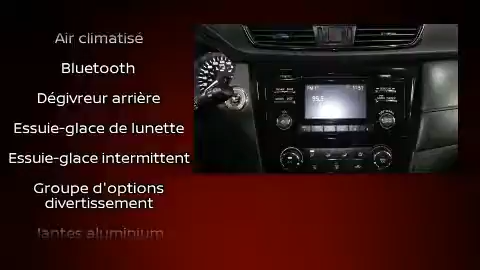 Air climatisé
Bluetooth
Dégivreur arrière
Essuie-glace de lunette
Essuie-glace intermittent
Groupe d'options
divertissement
Jantes aluminium